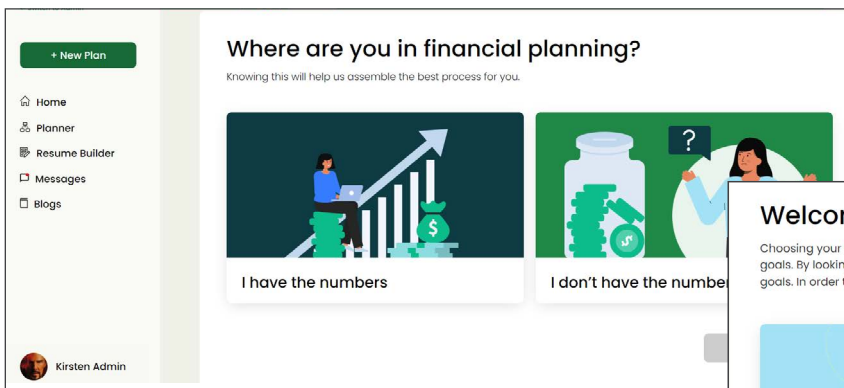 + New Plan
Home
Planner
Resume Builder
Messages
Blogs
Kirsten Admin
Where are you in financial planning?
Knowing this will help us assemble the best process for you.
?
$
$
I have the numbers
I don't have the number
Welcor
Choosing your
goals. By lookin
goals. In order t